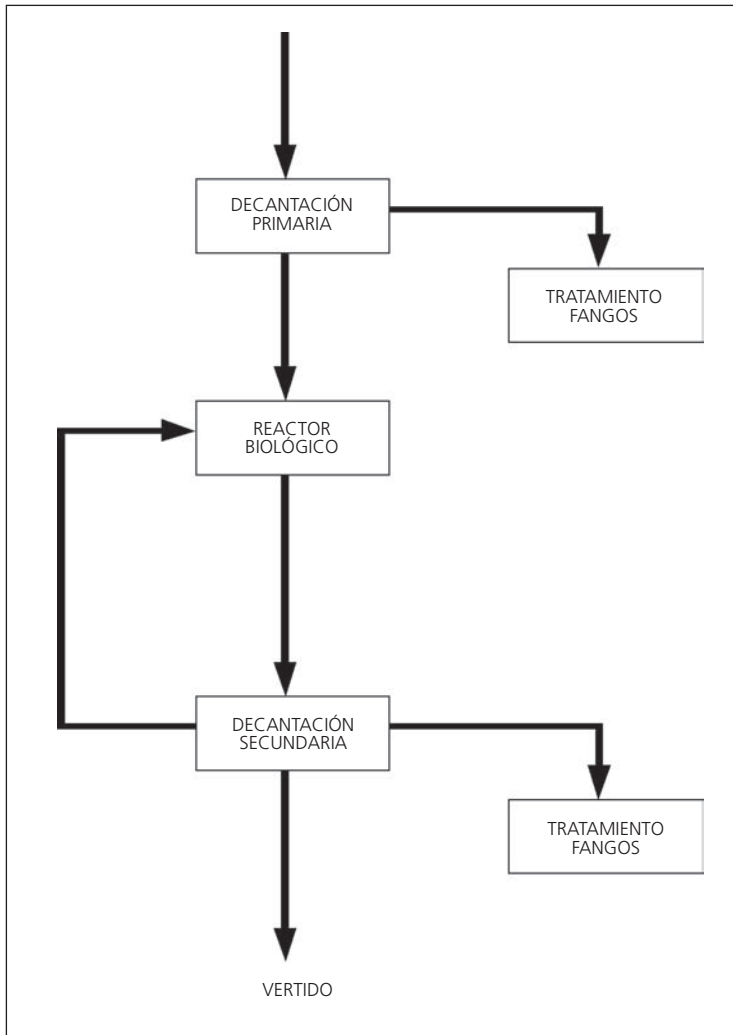 DECANTACIÓN
PRIMARIA
TRATAMIENTO
FANGOS
REACTOR
BIOLÓGICO
DECANTACIÓN
SECUNDARIA
TRATAMIENTO
FANGOS
VERTIDO